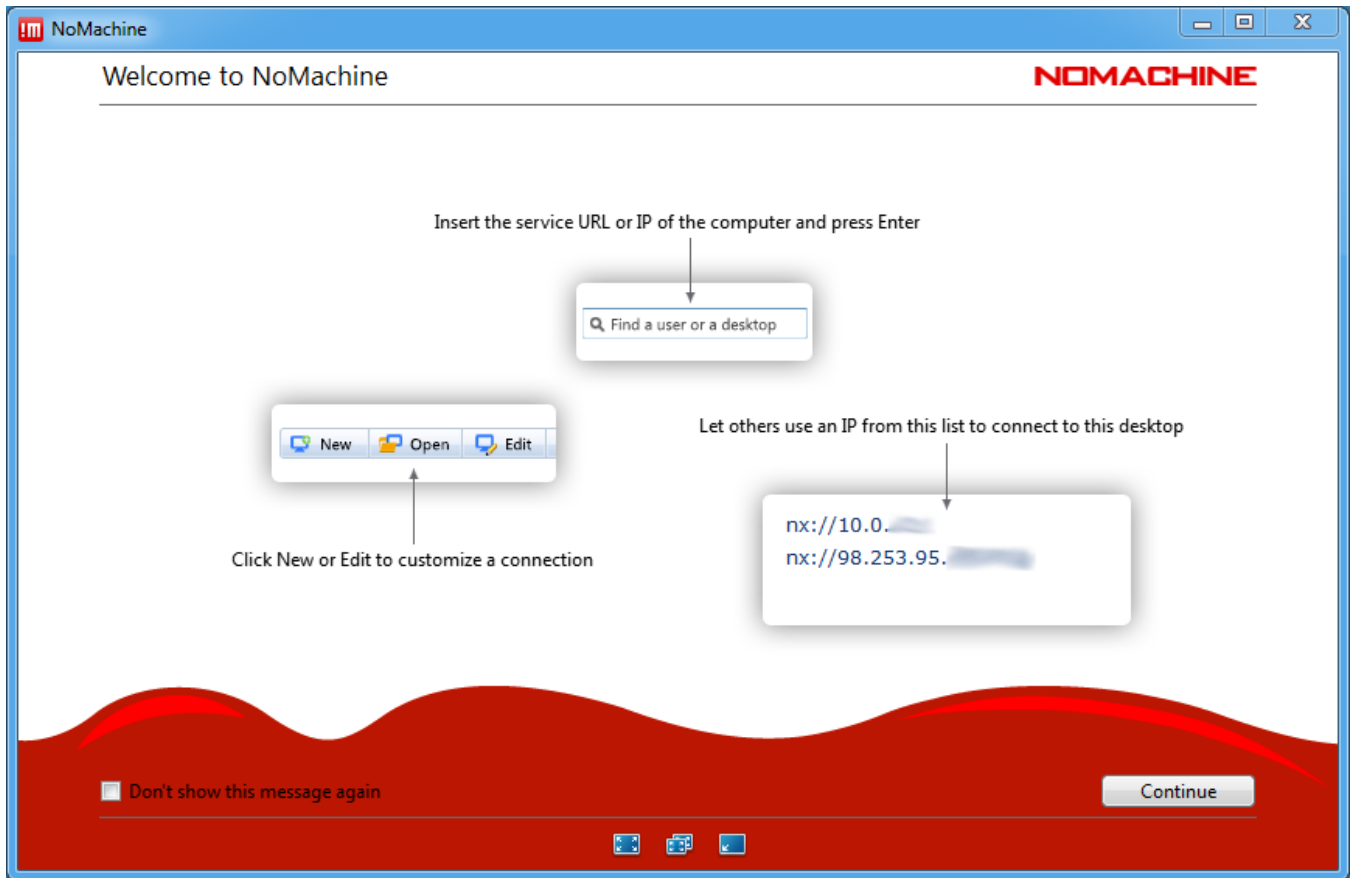 NoMachine
Welcome to NoMachine
NOMACHINE
Insert the service URL or IP of the computer and press Enter
Find a user or a desktop
New Open Edit
Click New or Edit to customize a connection
Let others use an IP from this list to connect to this desktop
nx://10.0.
nx://98.253.95.
Don't show this message again
Continue